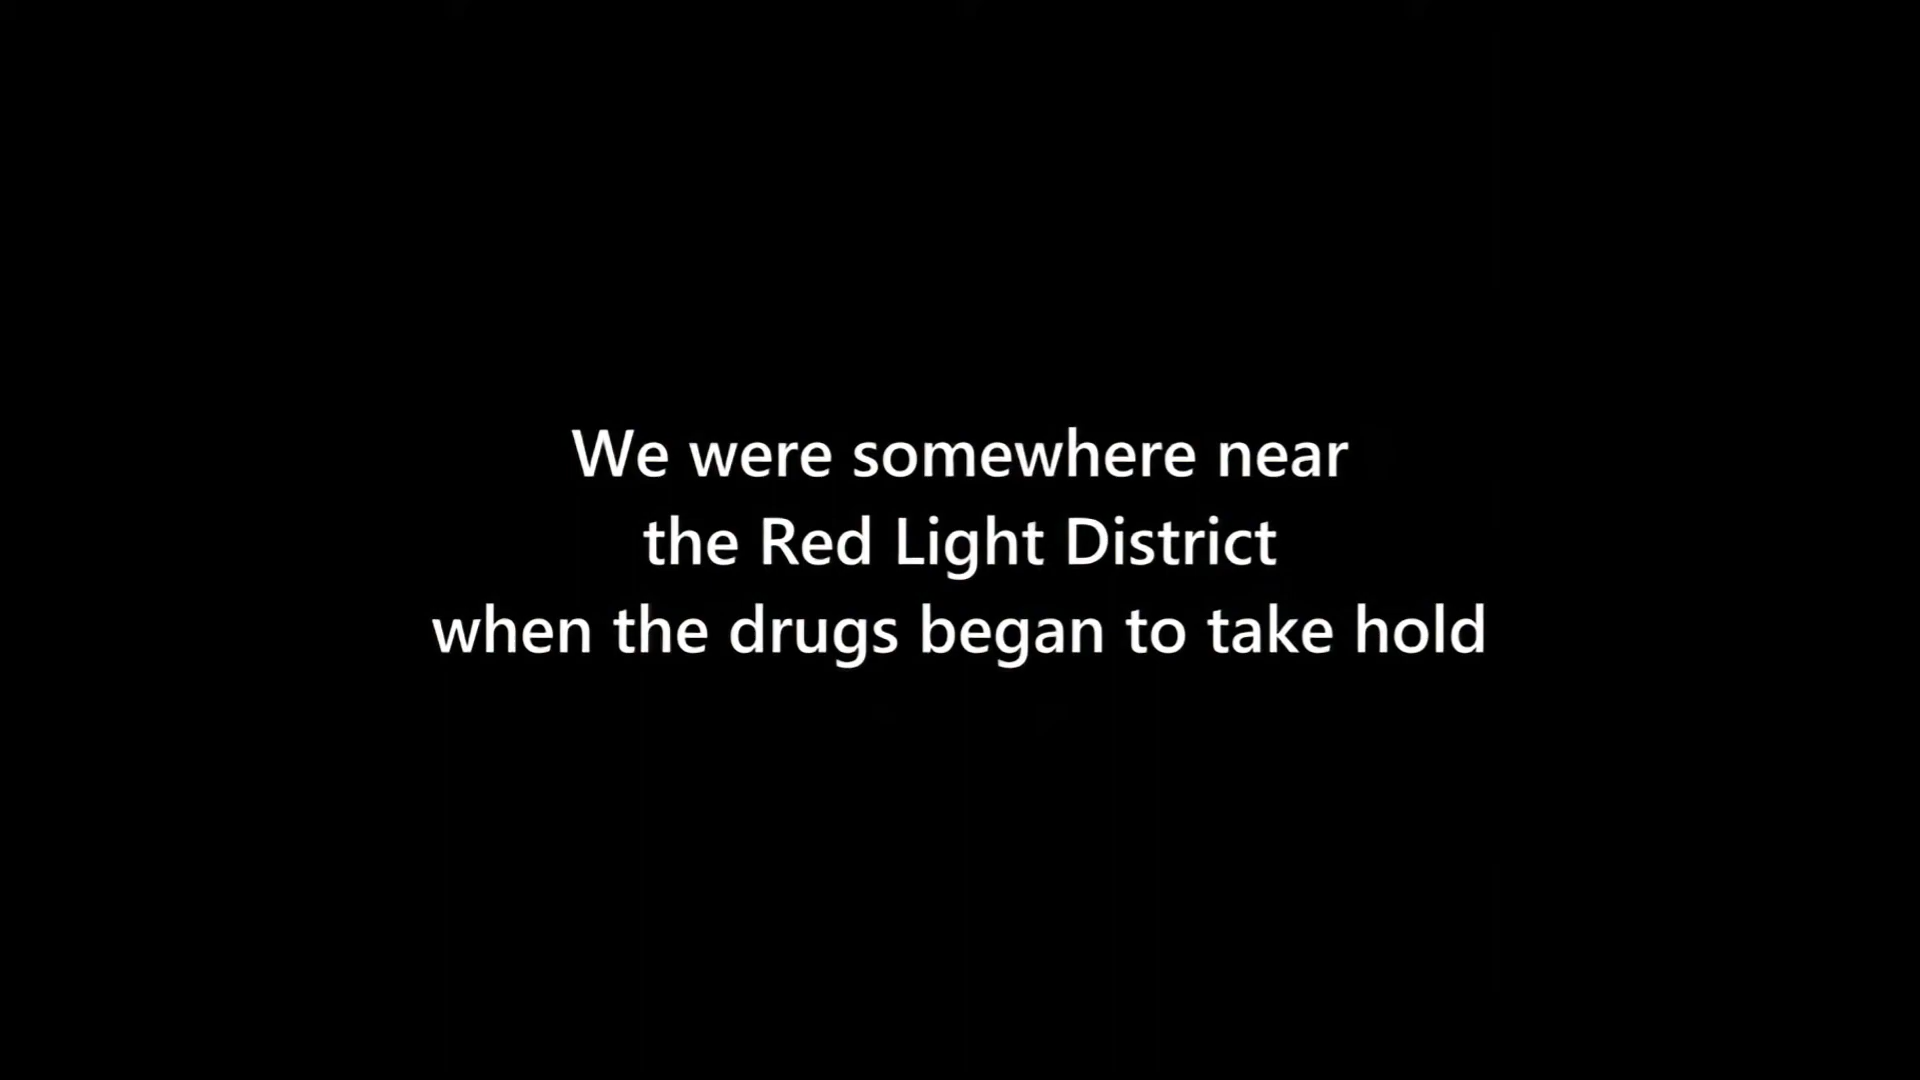 We were somewhere near
the Red Light District
when the drugs began to take hold